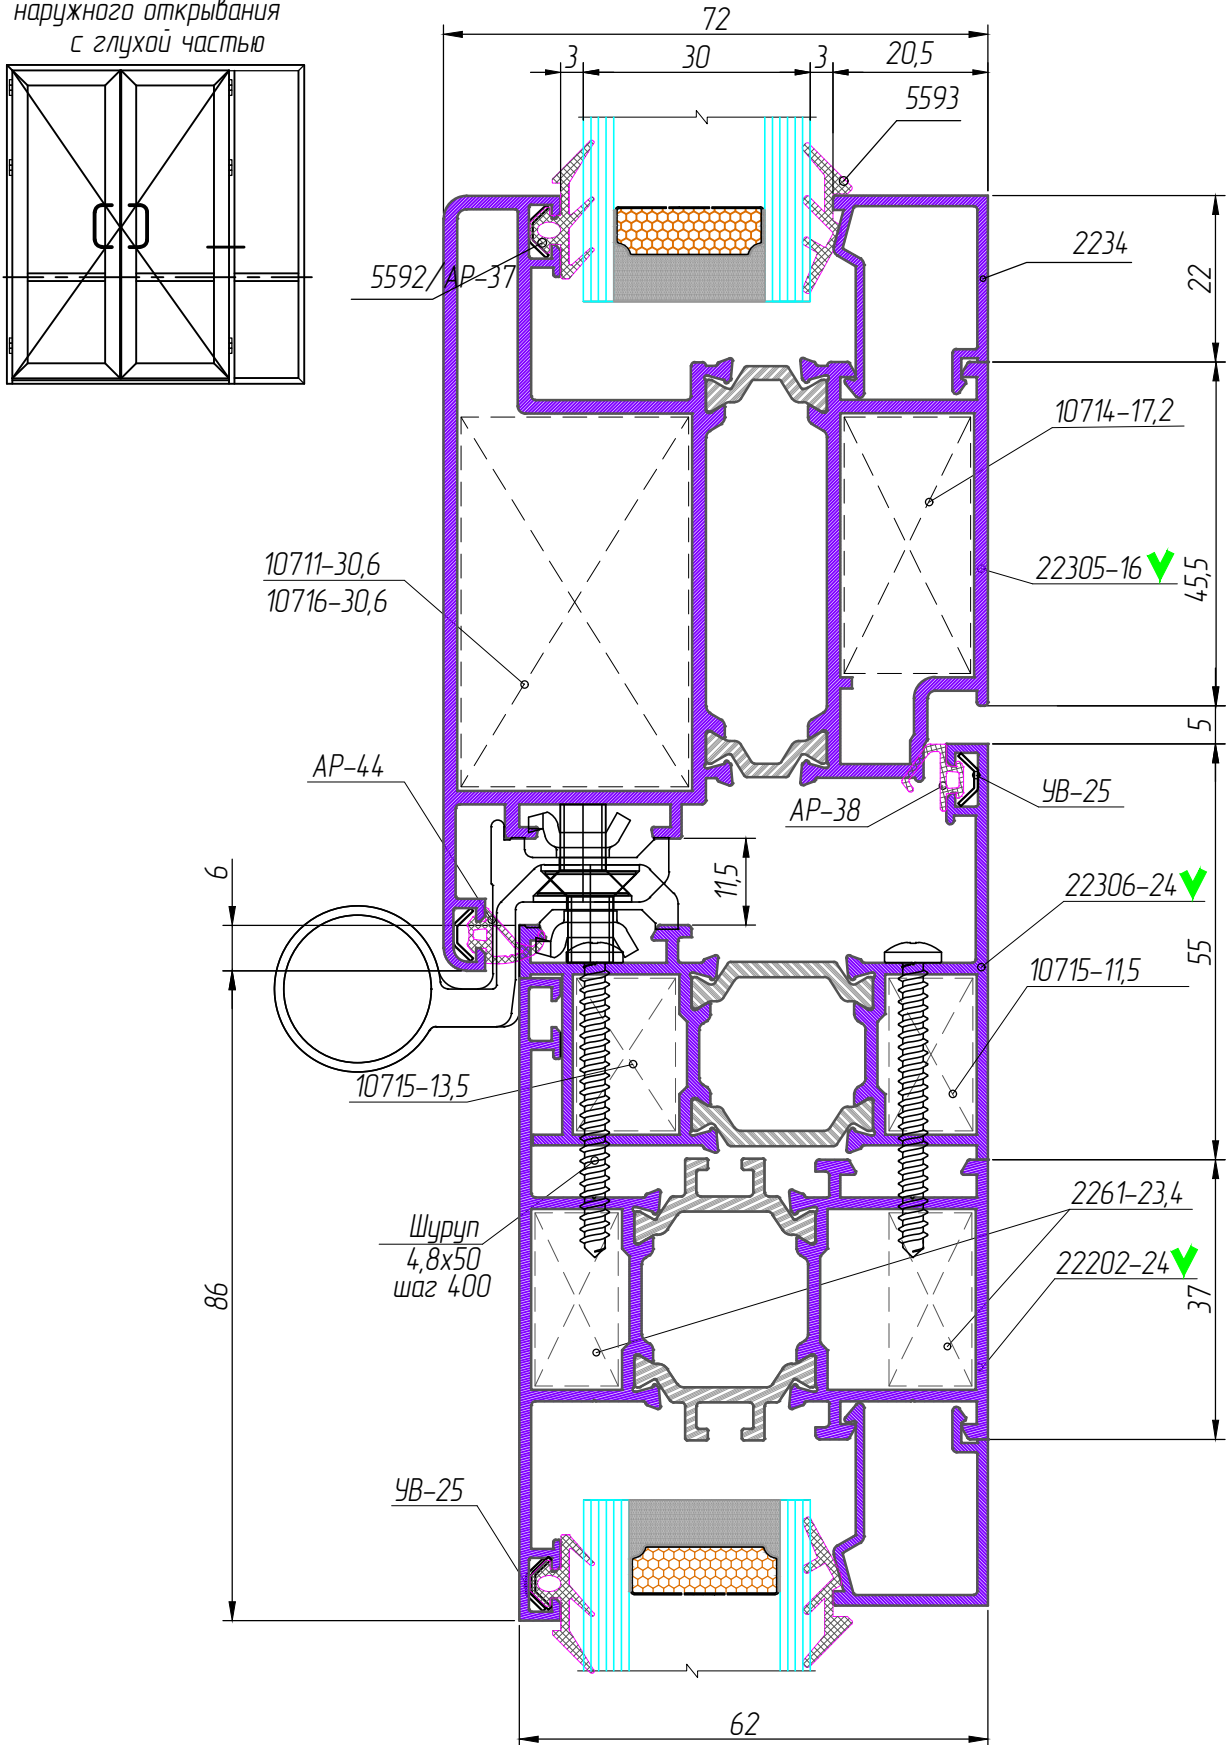 наружного открывания
с глухой частью
72
3
30
3
20,5
5593
5592/АР-37
2234
22
10714-17,2
22305-16
45,5
10711-30,6
10716-30,6
5
АР-44
АР-38
УВ-25
11,5
6
22306-24
10715-11,5
55
10715-13,5
Шуруп
4,8х50
шаг 400
2261-23,4
22202-24
37
86
УВ-25
62